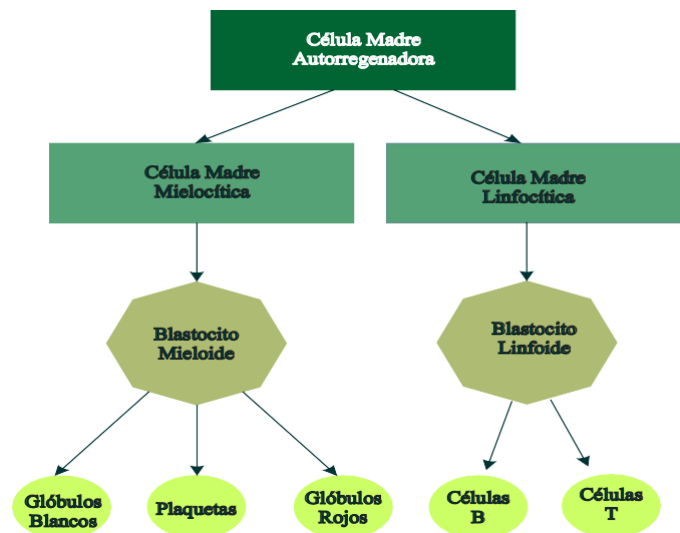 Célula Madre
Autorregenadora
Célula Madre
Mielocítica
Célula Madre
Linfocítica
Blastocito
Mieloide
Blastocito
Linfoide
Glóbulos
Blancos
Plaquetas
Glóbulos
Rojos
Células
B
Células
T